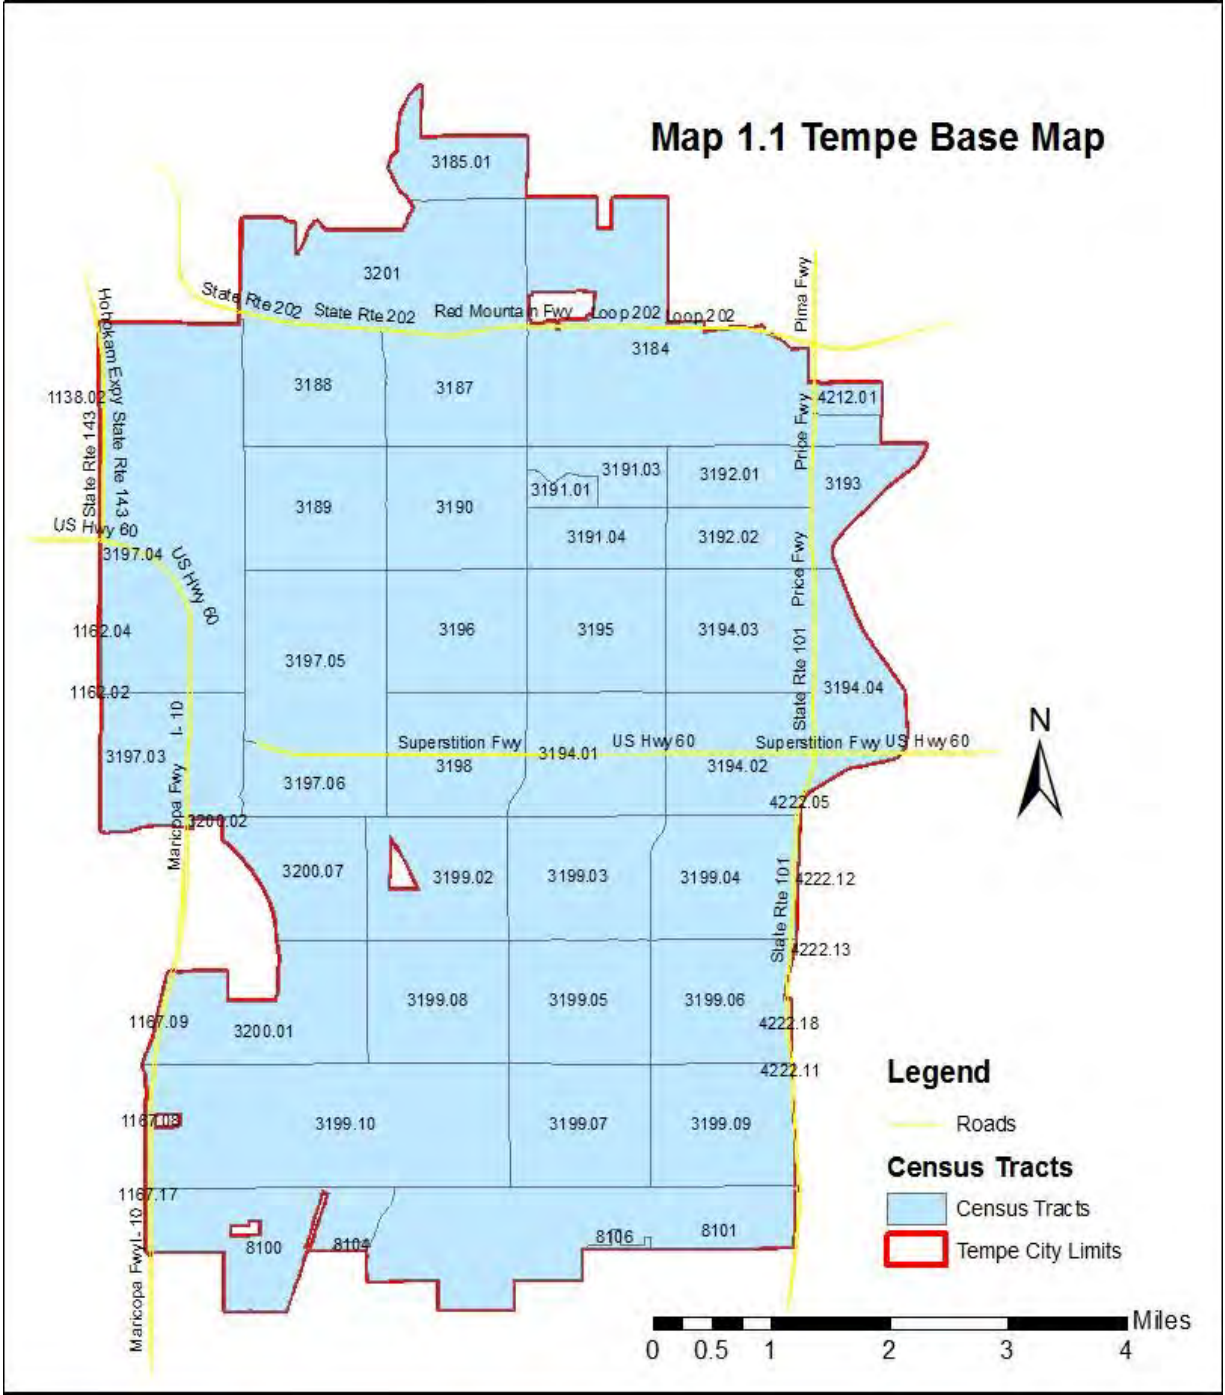 Map 1.1 Tempe Base Map
3185.01
3201
State Rte 202
State Rte 202
Red Mountain Fwy
Loop 202
Loop 202
Pima Fwy
Hohokam Expy State Rte 143
3184
3188
3187
1138.02
State Rte 143
4212.01
Price Fwy
3191.03
3192.01
3193
3191.01
3189
3190
US Hwy 60
3191.04
3192.02
3197.04
US Hwy 60
Price Fwy
1162.04
3196
3195
3194.03
3197.05
State Rte 101
1162.02
3194.04
I- 10
N
Superstition Fwy
US Hwy 60
Superstition Fwy
US Hwy 60
3197.03
3194.01
3198
3194.02
3197.06
4222.05
Maricopa Fwy
3200.02
3200.07
3199.02
3199.03
3199.04
4222.12
State Rte 101
4222.13
3199.08
3199.05
3199.06
1167.09
3200.01
4222.18
4222.11
1167.08
3199.10
3199.07
3199.09
1167.17
I- 10
8100
8104
8106
8101
Maricopa Fwy
Legend
Roads
Census Tracts
Census Tracts
Tempe City Limits
Miles
0 0.5 1 2 3 4